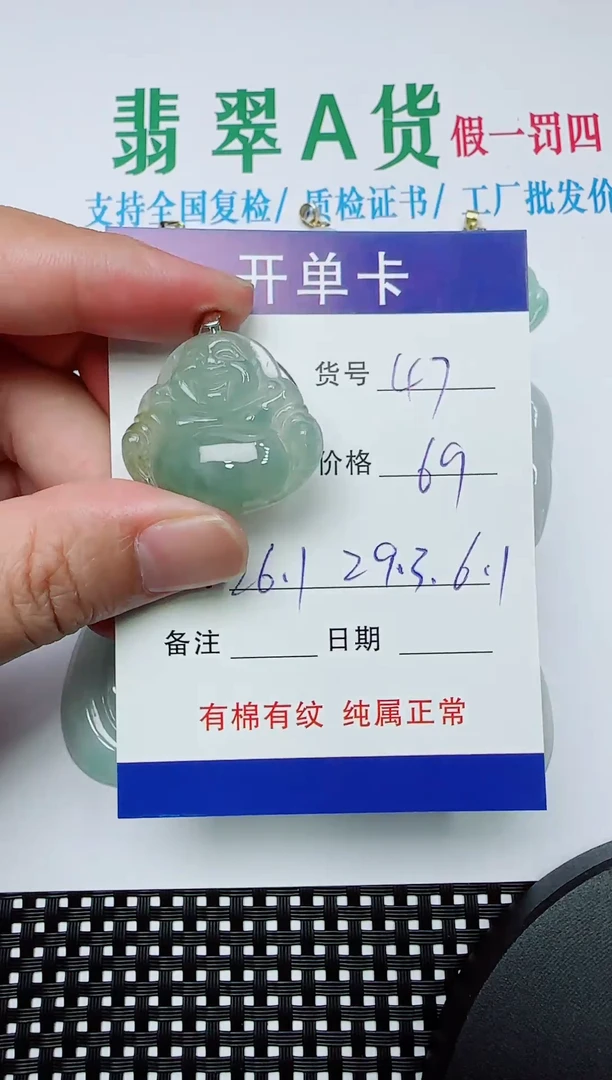 翡翠A货 假一罚四
支持全国复检/质检证书/工厂批发价
开单卡
货号 47
价格 69
26.1 29.3. 6.1
备注 日期
有棉有纹 纯属正常